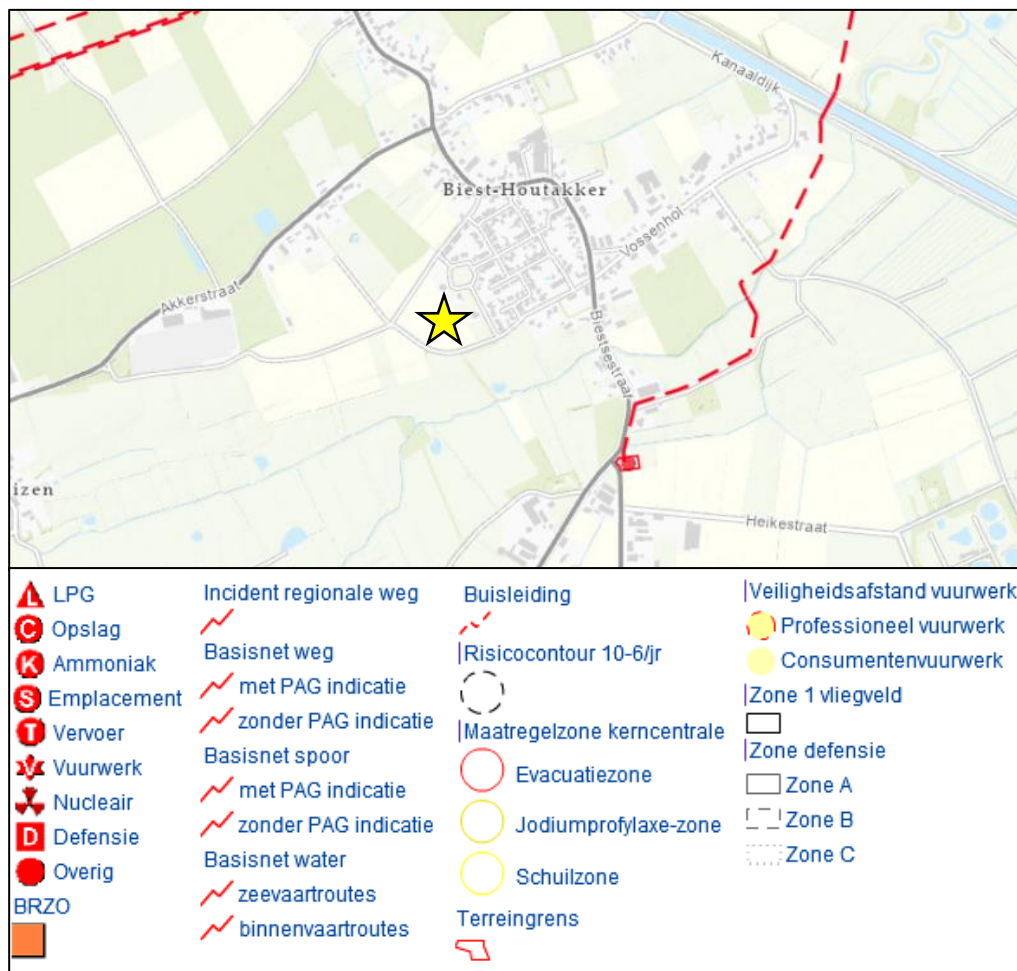 Kanaaldijk
Biest-Houtakker
Vossenhol
Akkerstraat
Biestsestraat
izen
Heikestraat
L LPG
C Opslag
K Ammoniak
S Emplacement
T Vervoer
V Vuurwerk
Nucleair
D Defensie
Overig
BRZO
Incident regionale weg
Basisnet weg
met PAG indicatie
zonder PAG indicatie
Basisnet spoor
met PAG indicatie
zonder PAG indicatie
Basisnet water
zeevaartroutes
binnenvaartroutes
Buisleiding
Risicocontour 10-6/jr
Maatregelzone kerncentrale
Evacuatiezone
Jodiumprofylaxe-zone
Schuilzone
Terreingrens
Veiligheidsafstand vuurwerk
Professioneel vuurwerk
Consumentenvuurwerk
Zone 1 vliegveld
Zone defensie
Zone A
Zone B
Zone C